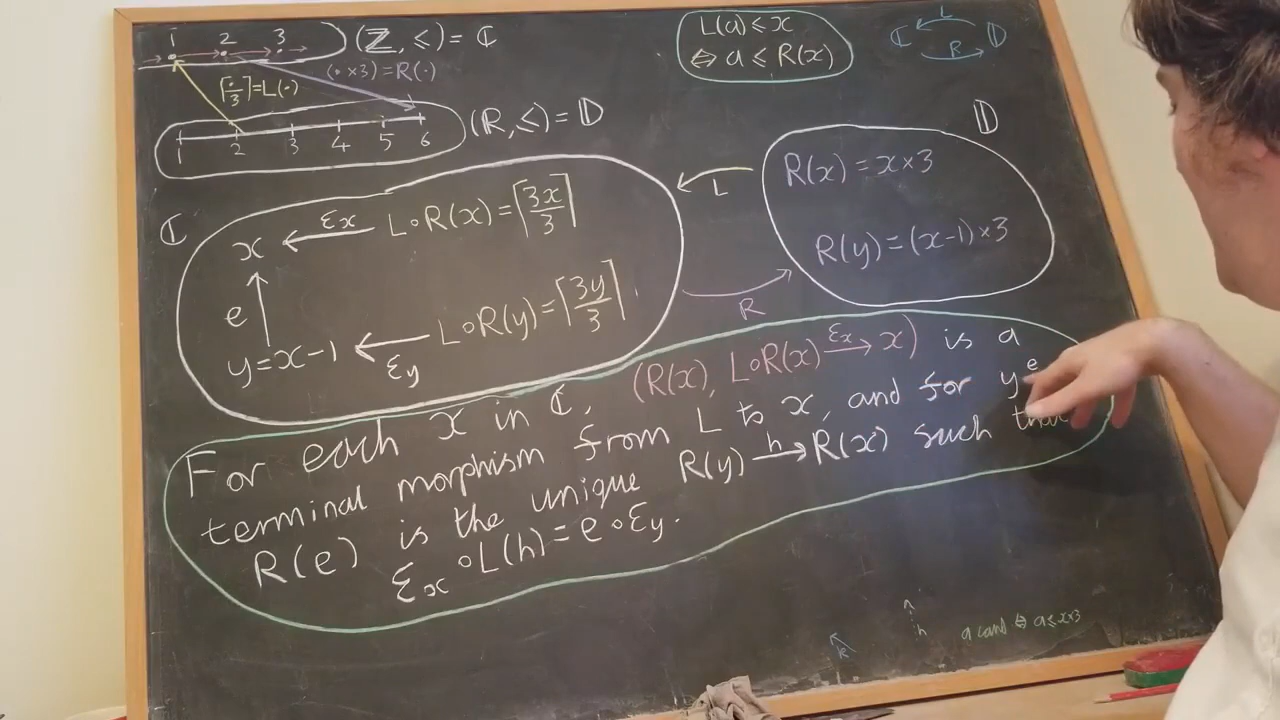 1 2 3 (ℤ, ≤) = ℂ
(· × 3) = R(·)
⌈·/3⌉ = L(·)
1 2 3 4 5 6 (R, ≤) = 𝔻
L(a) ≤ x
⇔ a ≤ R(x)
ℂ L 𝔻
R
ℂ
x ←εx L∘R(x) = ⌈3x/3⌉
e
y = x-1 ←εy L∘R(y) = ⌈3y/3⌉
L
R
𝔻
R(x) = x×3
R(y) = (x-1)×3
For each x in ℂ, (R(x), L∘R(x) →εx x) is a
terminal morphism from L to x, and for y e
R(e) is the unique R(y) →h R(x) such that
εx ∘ L(h) = e ∘ εy.
h
⇔ a ≤ x×3